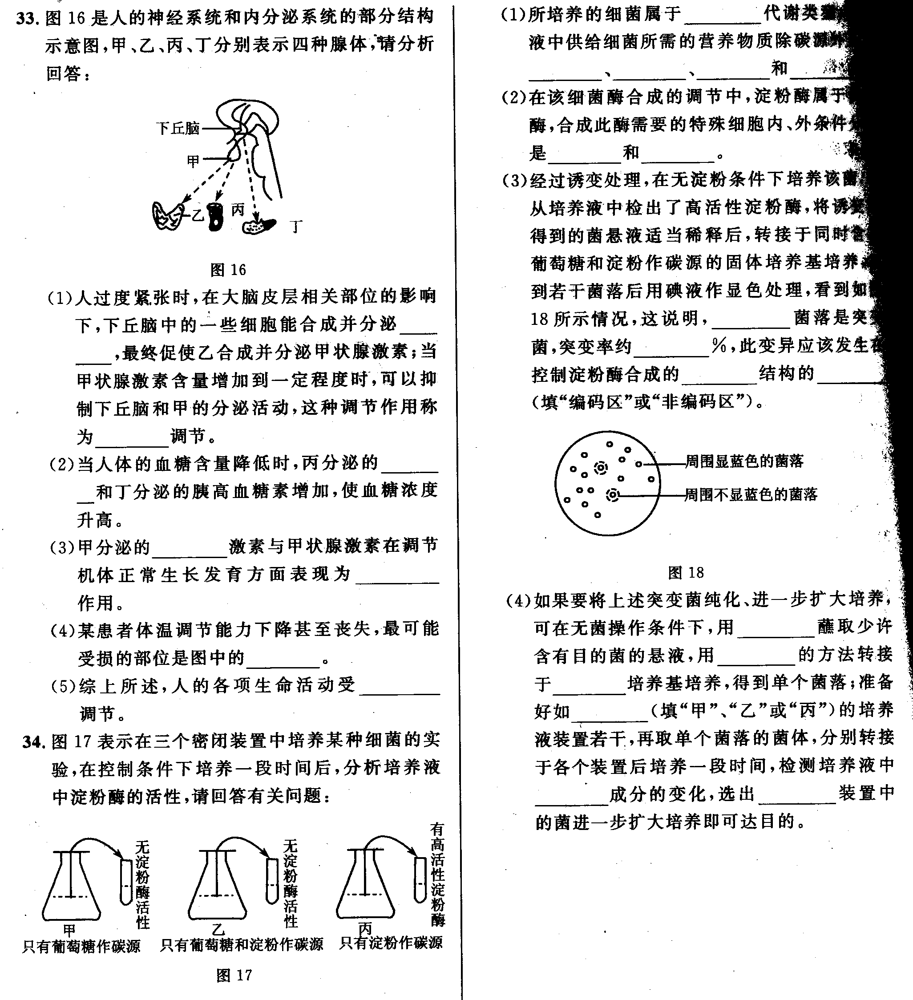 33. 图 16 是人的神经系统和内分泌系统的部分结构
示意图,甲、乙、丙、丁分别表示四种腺体,请分析
回答:
下丘脑
甲
乙
丙
丁
图 16
(1)人过度紧张时,在大脑皮层相关部位的影响
下,下丘脑中的一些细胞能合成并分泌____
____,最终促使乙合成并分泌甲状腺激素;当
甲状腺激素含量增加到一定程度时,可以抑
制下丘脑和甲的分泌活动,这种调节作用称
为________调节。
(2)当人体的血糖含量降低时,丙分泌的______
__和丁分泌的胰高血糖素增加,使血糖浓度
升高。
(3)甲分泌的________激素与甲状腺激素在调节
机体正常生长发育方面表现为________
作用。
(4)某患者体温调节能力下降甚至丧失,最可能
受损的部位是图中的________。
(5)综上所述,人的各项生命活动受________
调节。
34. 图 17 表示在三个密闭装置中培养某种细菌的实
验,在控制条件下培养一段时间后,分析培养液
中淀粉酶的活性,请回答有关问题:
无淀粉酶活性
无淀粉酶活性
有高活性淀粉酶
甲
乙
丙
只有葡萄糖作碳源
只有葡萄糖和淀粉作碳源
只有淀粉作碳源
图 17
(1)所培养的细菌属于________代谢类
液中供给细菌所需的营养物质除碳源
________、________、________和________
(2)在该细菌酶合成的调节中,淀粉酶属于
酶,合成此酶需要的特殊细胞内、外条件
是________和________。
(3)经过诱变处理,在无淀粉条件下培养该菌
从培养液中检出了高活性淀粉酶,将诱变
得到的菌悬液适当稀释后,转接于同时含
葡萄糖和淀粉作碳源的固体培养基培养,
到若干菌落后用碘液作显色处理,看到如
18 所示情况,这说明,________菌落是突
菌,突变率约________%,此变异应该发生在
控制淀粉酶合成的________结构的________
(填“编码区”或“非编码区”)。
周围显蓝色的菌落
周围不显蓝色的菌落
图 18
(4)如果要将上述突变菌纯化、进一步扩大培养,
可在无菌操作条件下,用________蘸取少许
含有目的菌的悬液,用________的方法转接
于________培养基培养,得到单个菌落;准备
好如________(填“甲”、“乙”或“丙”)的培养
液装置若干,再取单个菌落的菌体,分别转接
于各个装置后培养一段时间,检测培养液中
________成分的变化,选出________装置中
的菌进一步扩大培养即可达目的。